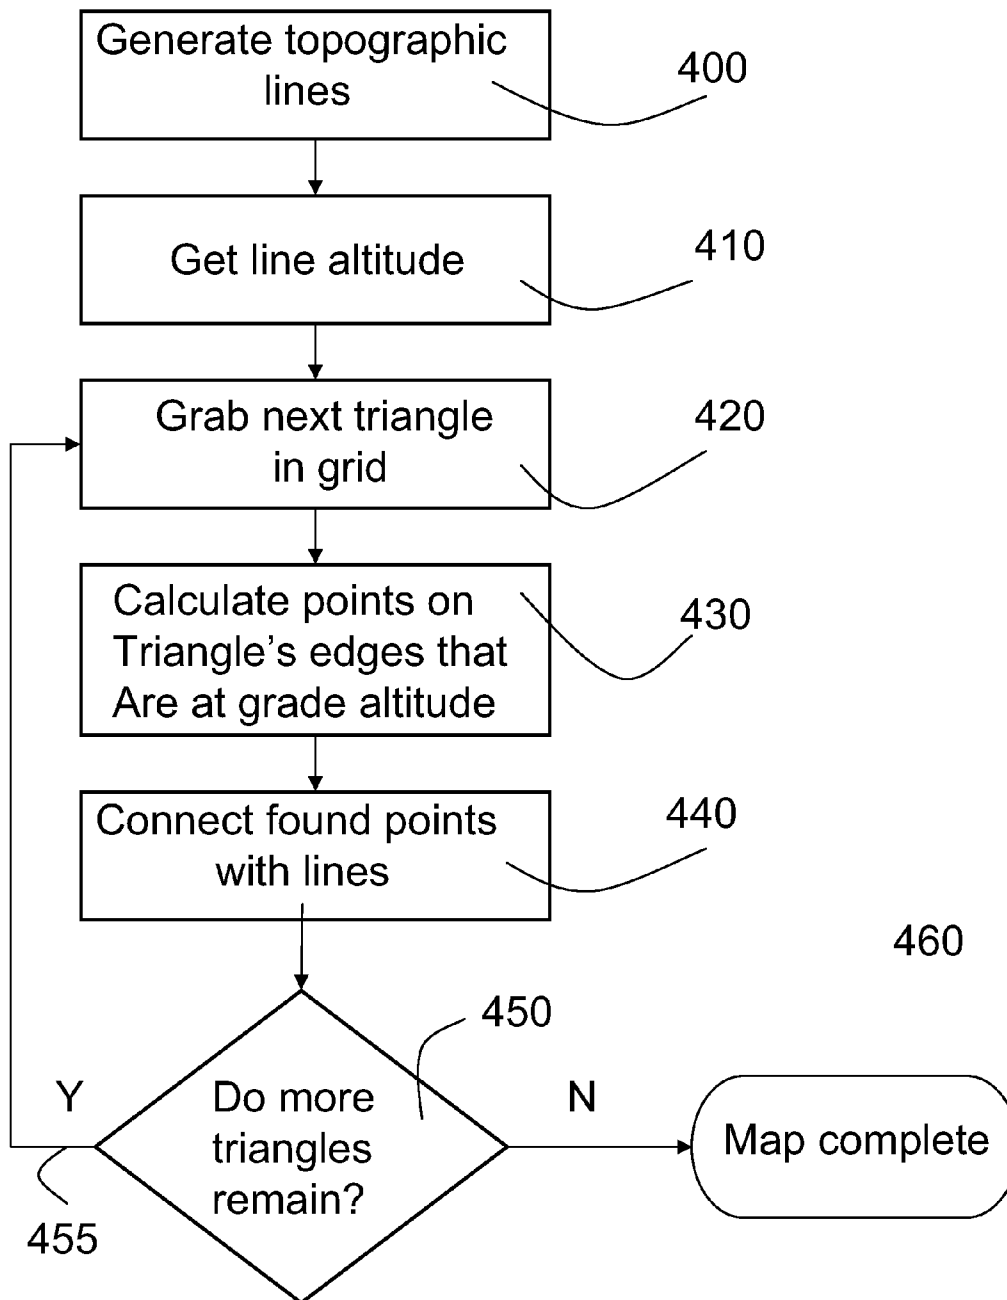 Generate topographic
lines
400
Get line altitude
410
Grab next triangle
in grid
420
Calculate points on
Triangle's edges that
Are at grade altitude
430
Connect found points
with lines
440
460
450
Y
Do more
triangles
remain?
N
Map complete
455